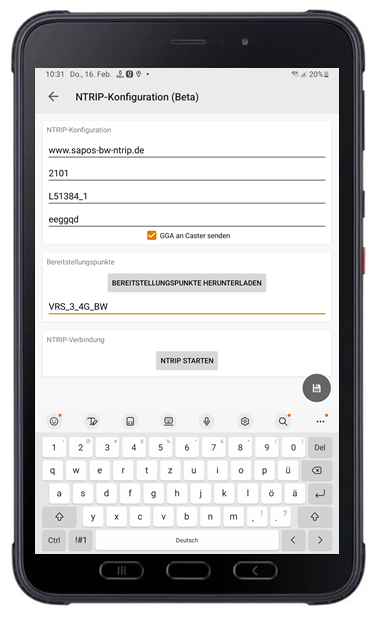 10:31 Do., 16. Feb. 20%
NTRIP-Konfiguration (Beta)
NTRIP-Konfiguration
www.sapos-bw-ntrip.de
2101
L51384_1
eeggqd
GGA an Caster senden
Bereitstellungspunkte
BEREITSTELLUNGSPUNKTE HERUNTERLADEN
VRS_3_4G_BW
NTRIP-Verbindung
NTRIP STARTEN
1 2 3 4 5 6 7 8 9 0 Del
q w e r t z u i o p ü
a s d f g h j k l ö ä
y x c v b n m , ! . ?
Ctrl !#1 Deutsch